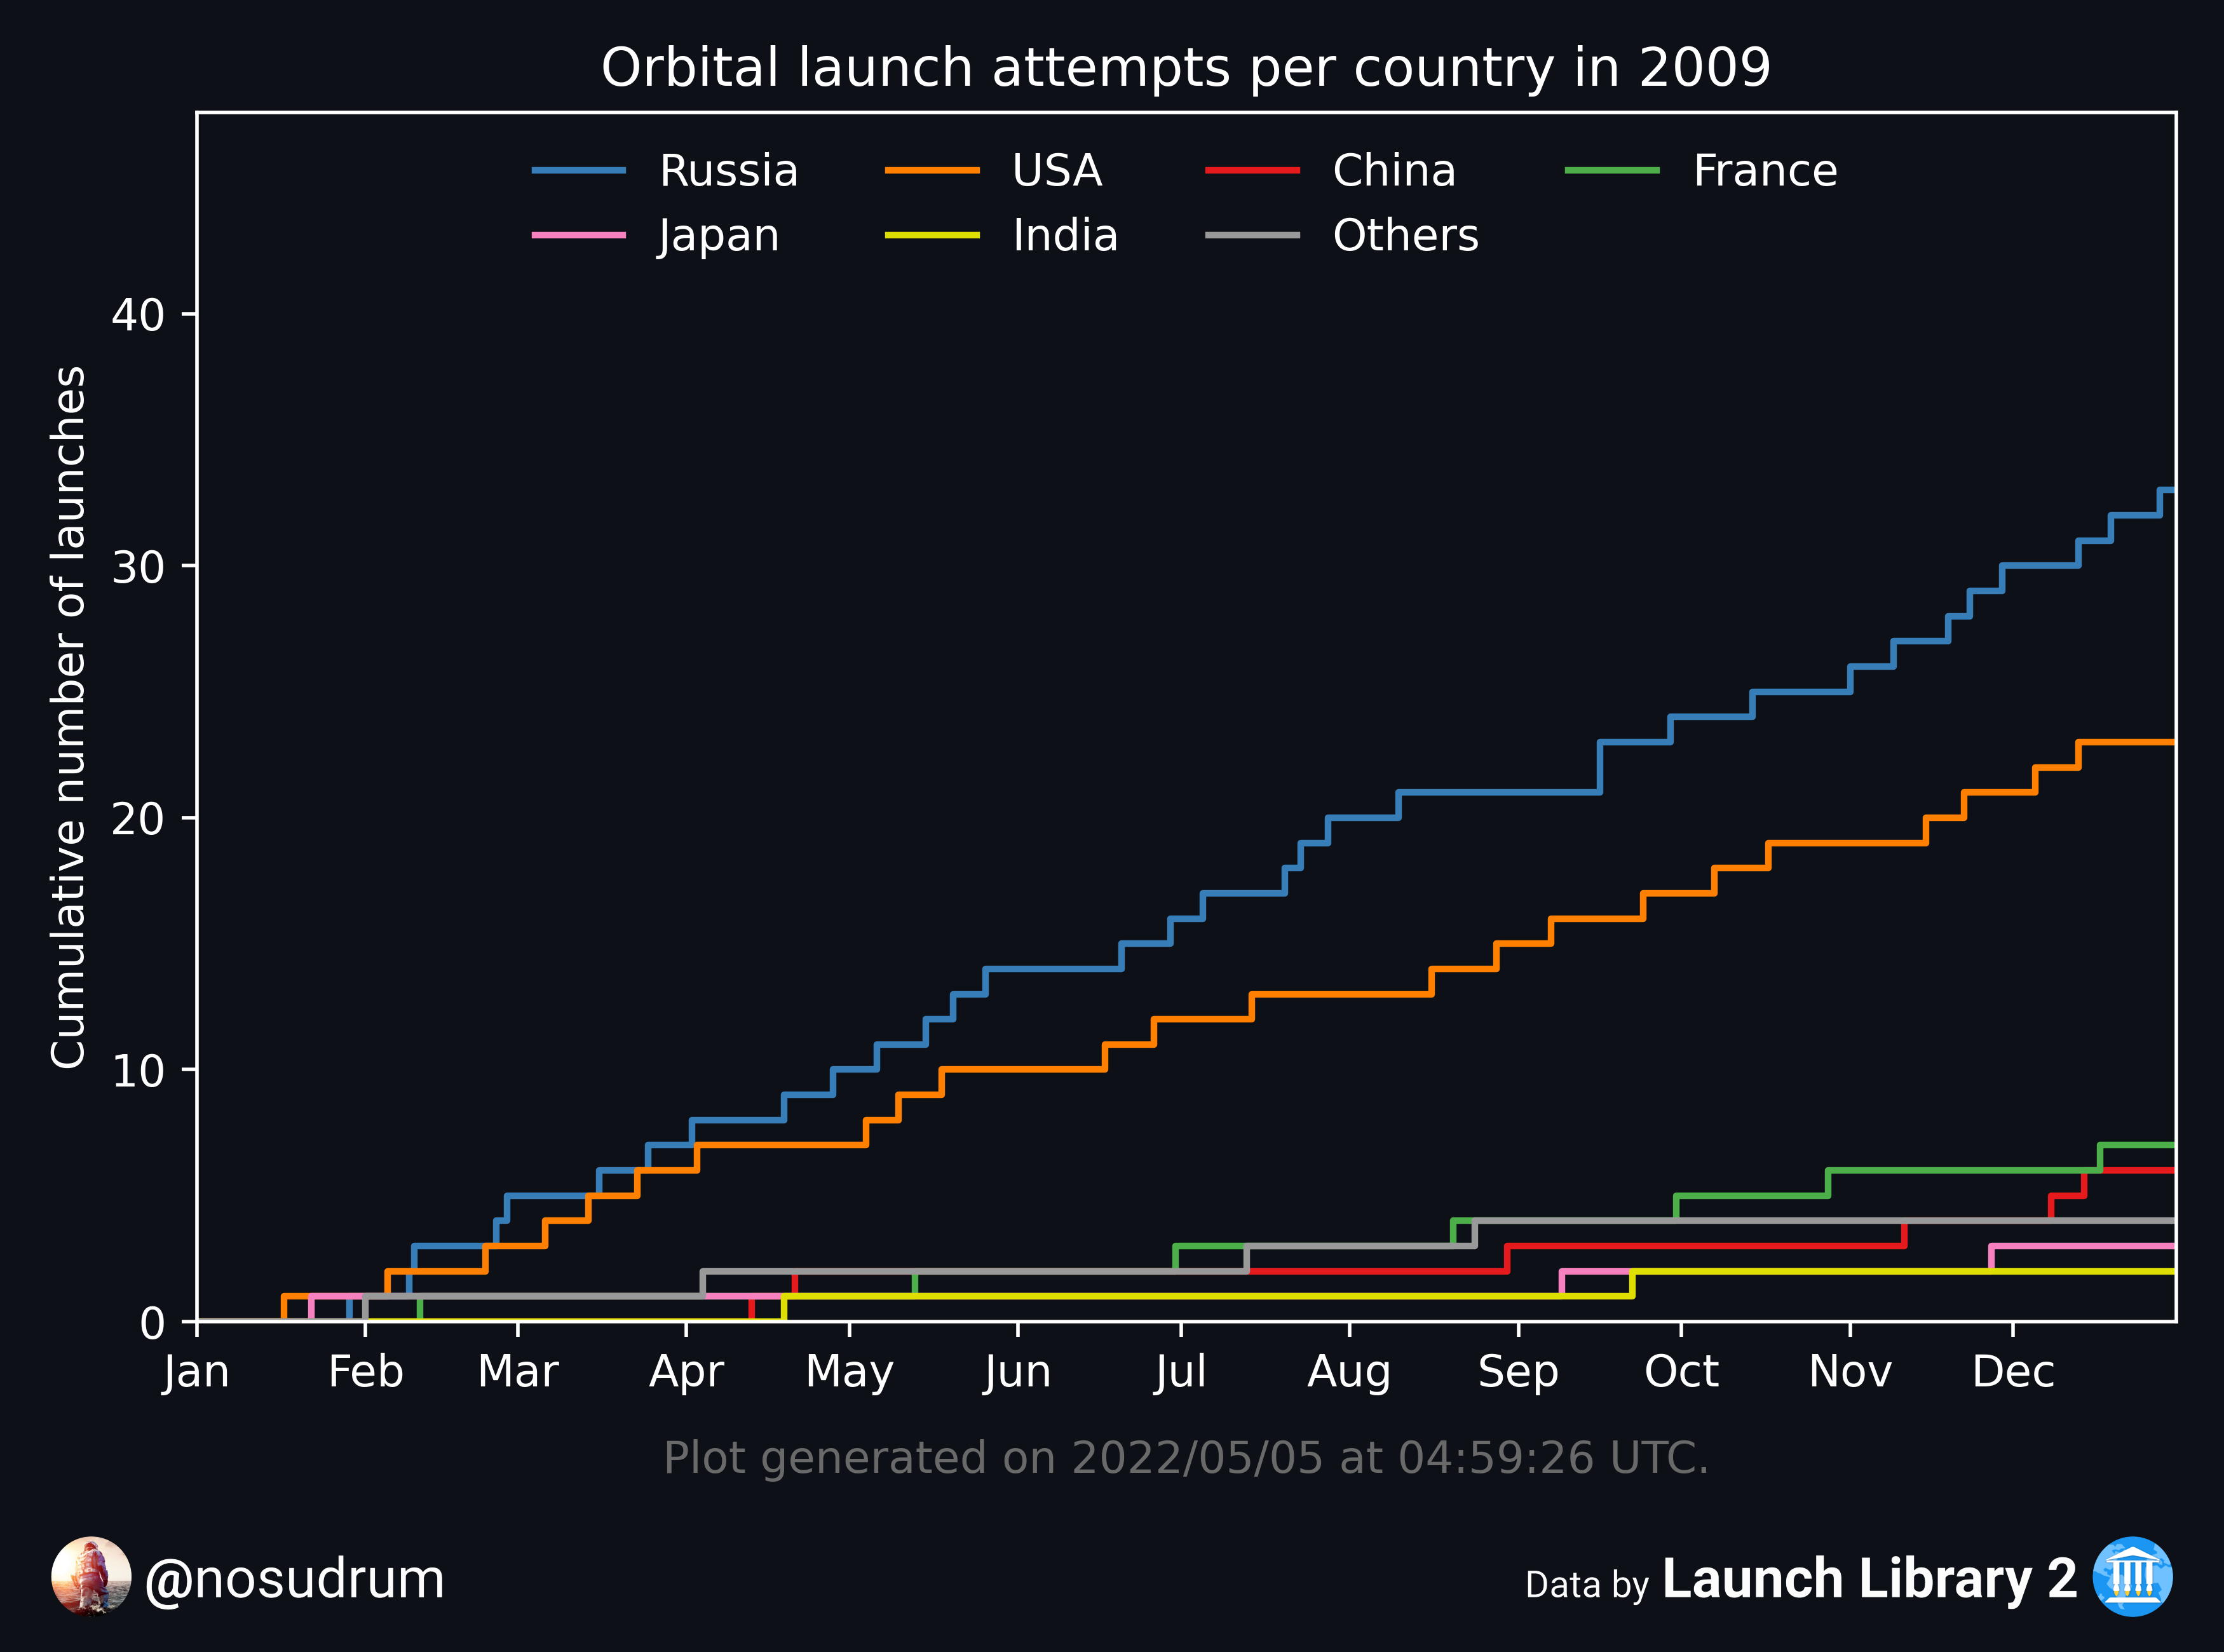 Orbital launch attempts per country in 2009
Russia USA China France
Japan India Others
Cumulative number of launches
40
30
20
10
0
Jan Feb Mar Apr May Jun Jul Aug Sep Oct Nov Dec
Plot generated on 2022/05/05 at 04:59:26 UTC.
@nosudrum
Data by Launch Library 2